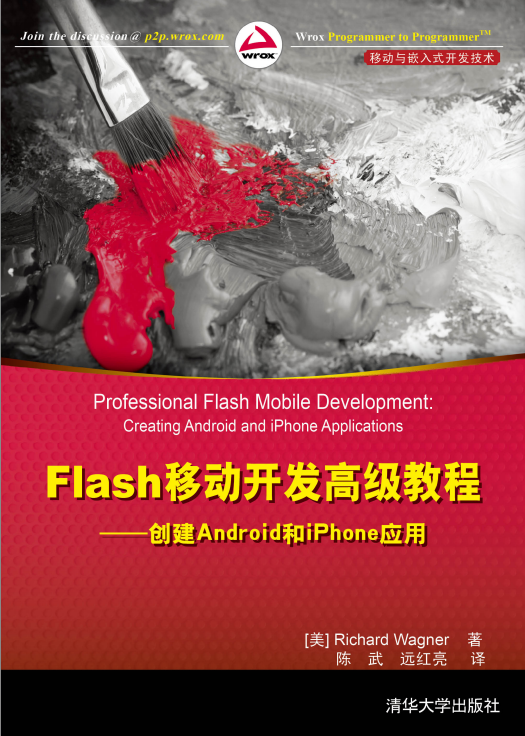 Join the discussion @ p2p.wrox.com
wrox™
Wrox Programmer to Programmer™
移动与嵌入式开发技术
Professional Flash Mobile Development:
Creating Android and iPhone Applications
Flash移动开发高级教程
——创建Android和iPhone应用
[美] Richard Wagner 著
陈 武 远红亮 译
清华大学出版社